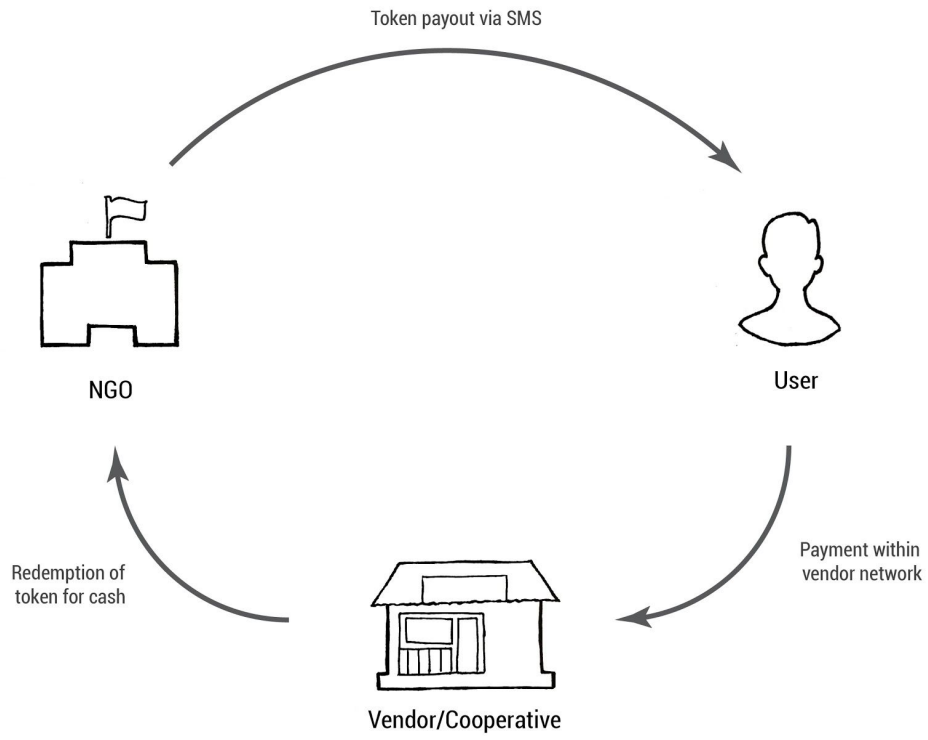 Token payout via SMS
NGO
User
Payment within
vendor network
Redemption of
token for cash
Vendor/Cooperative